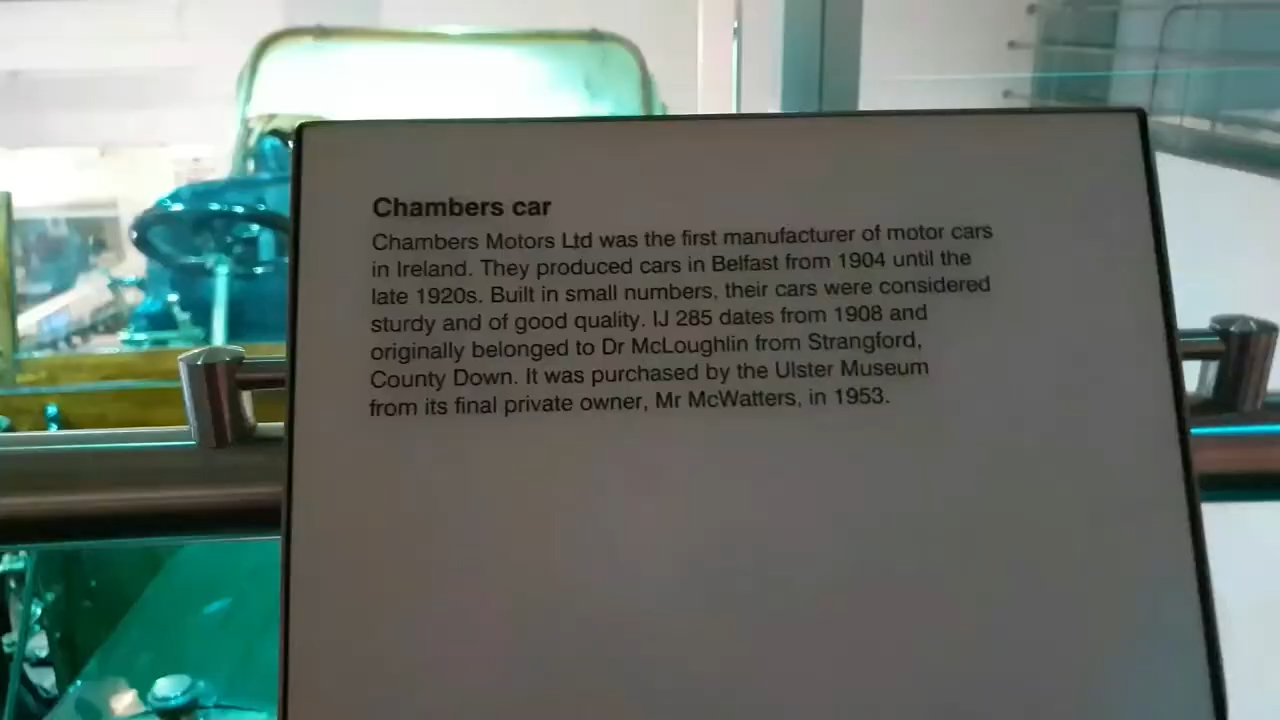 Chambers car
Chambers Motors Ltd was the first manufacturer of motor cars
in Ireland. They produced cars in Belfast from 1904 until the
late 1920s. Built in small numbers, their cars were considered
sturdy and of good quality. IJ 285 dates from 1908 and
originally belonged to Dr McLoughlin from Strangford,
County Down. It was purchased by the Ulster Museum
from its final private owner, Mr McWatters, in 1953.